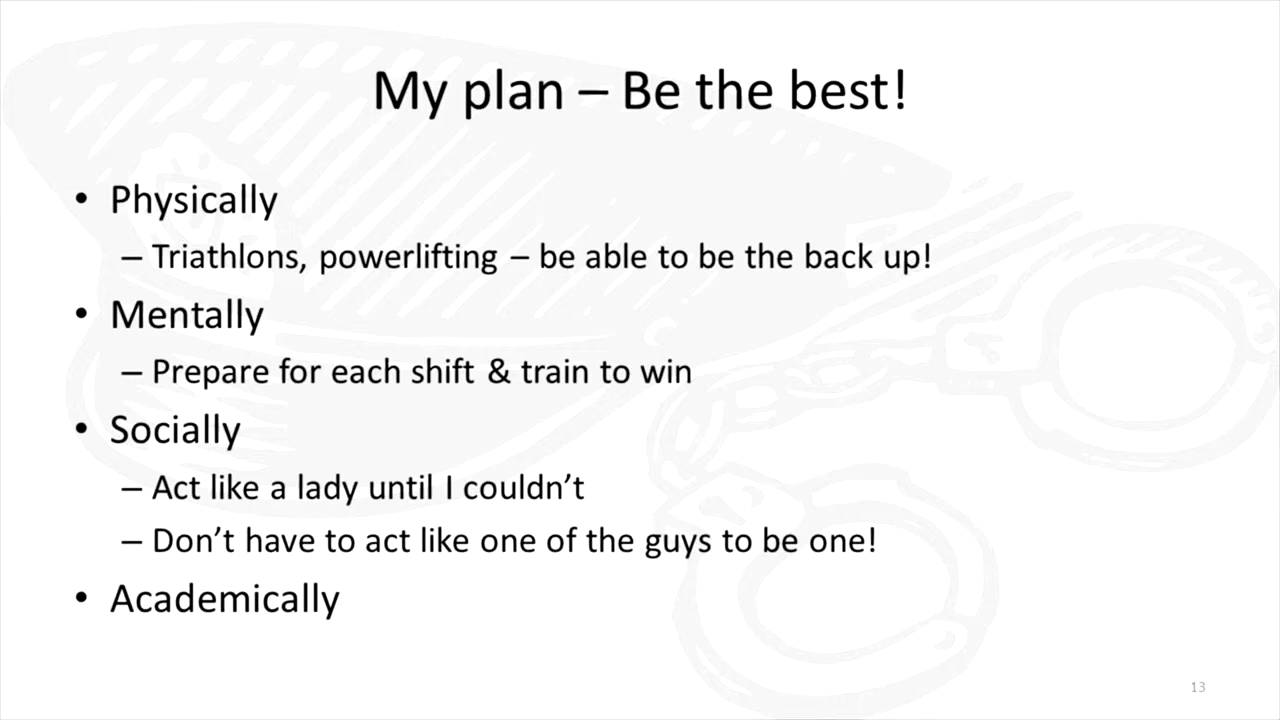 My plan – Be the best!
• Physically
– Triathlons, powerlifting – be able to be the back up!
• Mentally
– Prepare for each shift & train to win
• Socially
– Act like a lady until I couldn’t
– Don’t have to act like one of the guys to be one!
• Academically
13